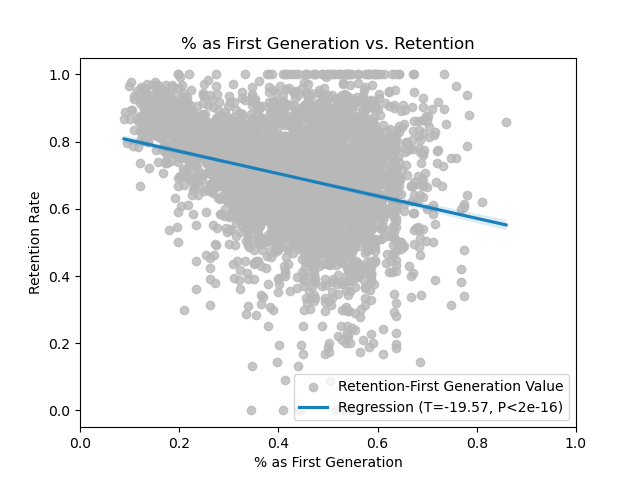 % as First Generation vs. Retention
Retention Rate
1.0
0.8
0.6
0.4
0.2
0.0
Retention-First Generation Value
Regression (T=-19.57, P<2e-16)
0.0 0.2 0.4 0.6 0.8 1.0
% as First Generation